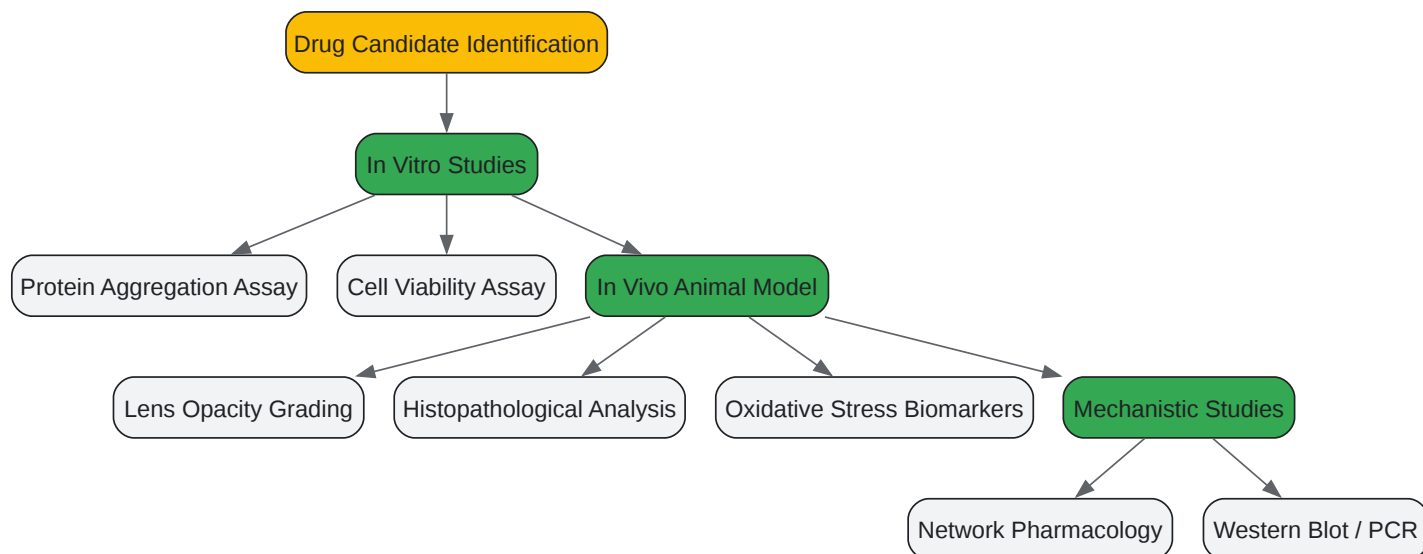 Drug Candidate Identification
In Vitro Studies
Protein Aggregation Assay
Cell Viability Assay
In Vivo Animal Model
Lens Opacity Grading
Histopathological Analysis
Oxidative Stress Biomarkers
Mechanistic Studies
Network Pharmacology
Western Blot / PCR